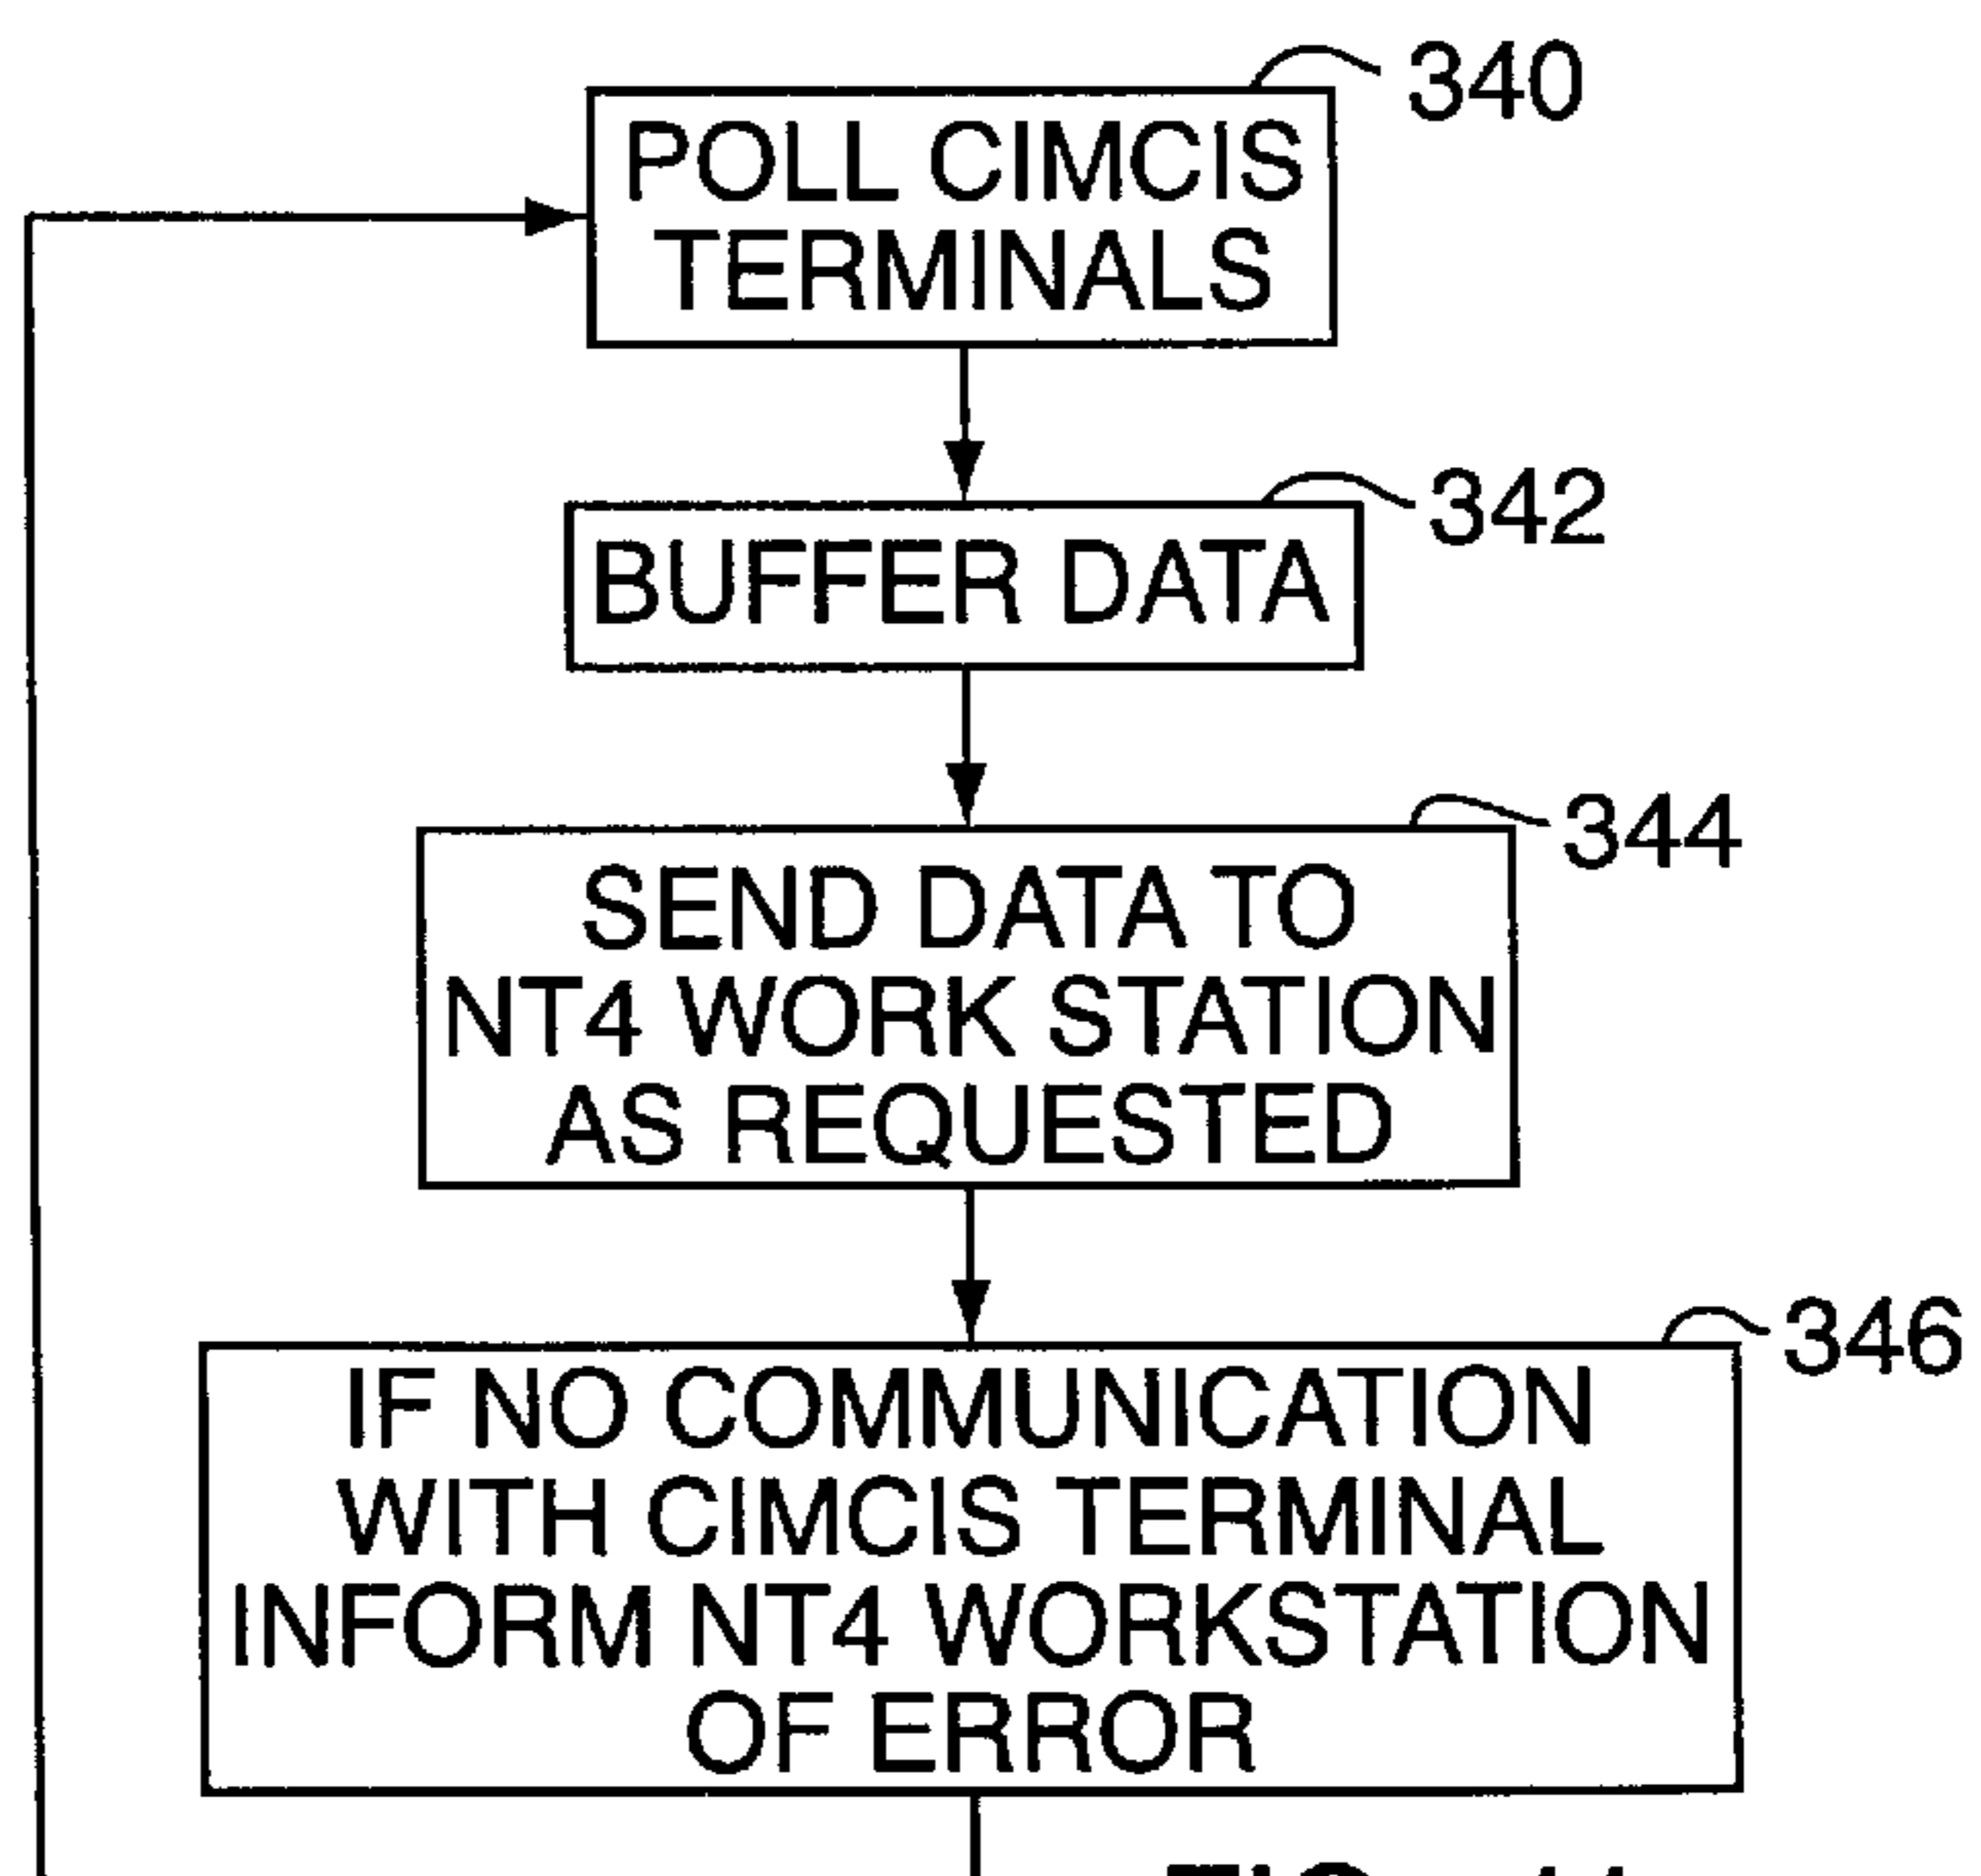 340
POLL CIMCIS
TERMINALS
342
BUFFER DATA
344
SEND DATA TO
NT4 WORK STATION
AS REQUESTED
346
IF NO COMMUNICATION
WITH CIMCIS TERMINAL
INFORM NT4 WORKSTATION
OF ERROR